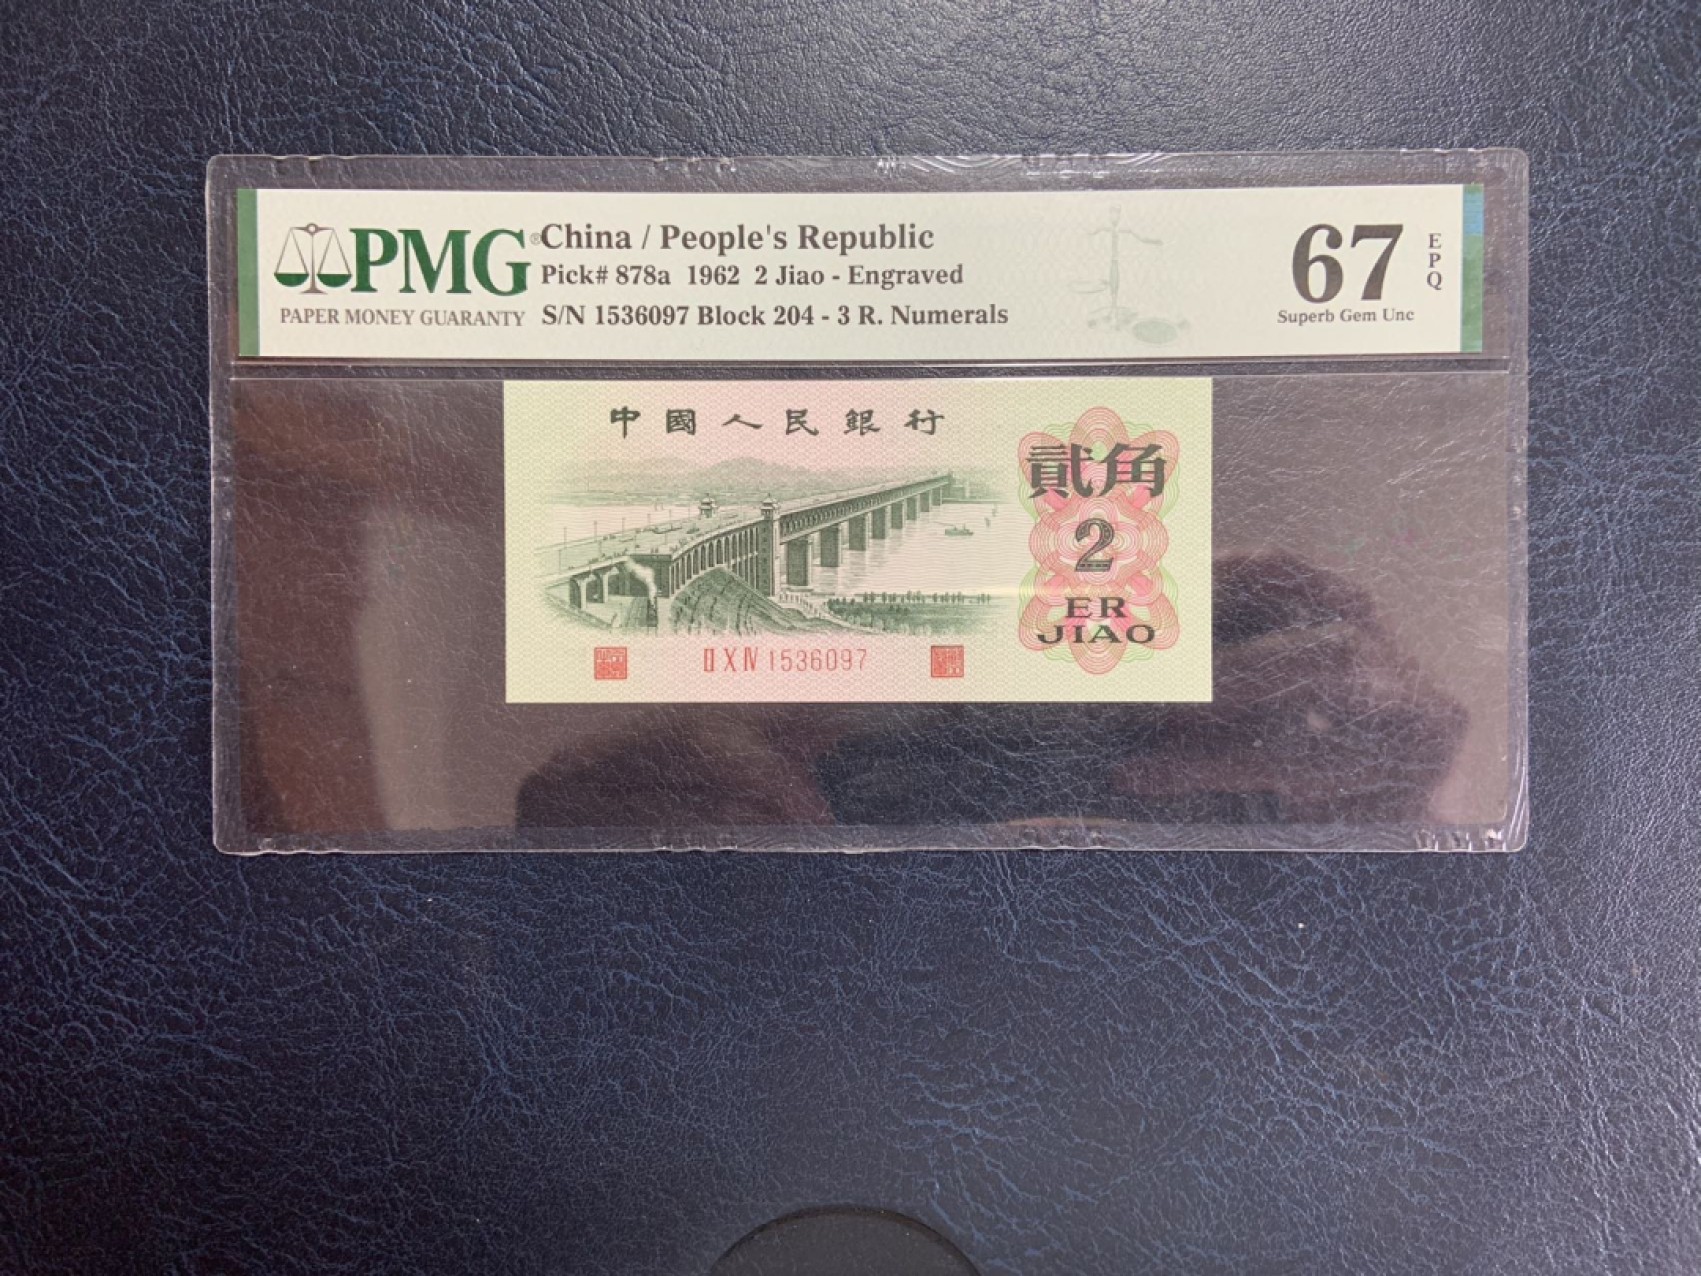 PMG®
PAPER MONEY GUARANTY
China / People's Republic
Pick# 878a 1962 2 Jiao - Engraved
S/N 1536097 Block 204 - 3 R. Numerals
67
EPQ
Superb Gem Unc
中國人民銀行
貳角
2
ER
JIAO
II X IV 1536097